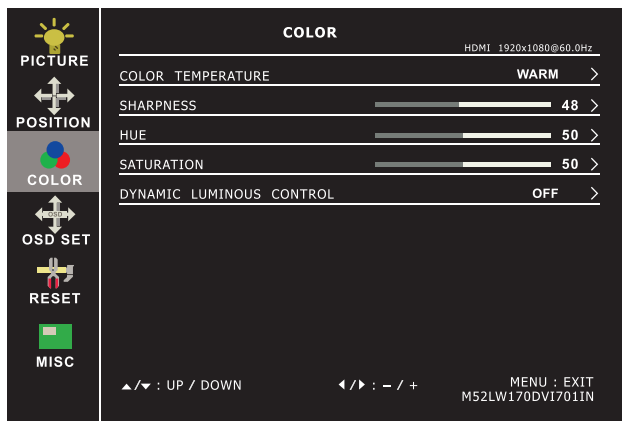 PICTURE
POSITION
COLOR
OSD
OSD SET
RESET
MISC
COLOR
HDMI 1920x1080@60.0Hz
COLOR TEMPERATURE WARM >
SHARPNESS 48 >
HUE 50 >
SATURATION 50 >
DYNAMIC LUMINOUS CONTROL OFF >
▲/▼ : UP / DOWN ◀/▶ : – / + MENU : EXIT
M52LW170DVI701IN